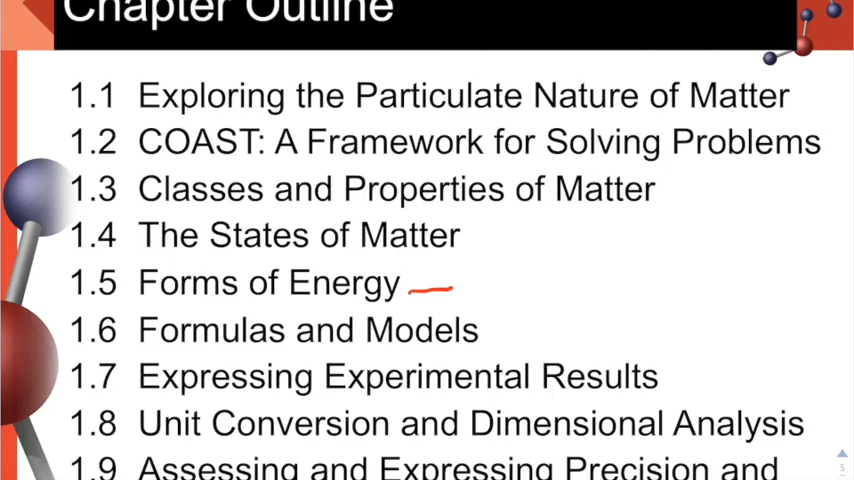 Chapter Outline
1.1 Exploring the Particulate Nature of Matter
1.2 COAST: A Framework for Solving Problems
1.3 Classes and Properties of Matter
1.4 The States of Matter
1.5 Forms of Energy
1.6 Formulas and Models
1.7 Expressing Experimental Results
1.8 Unit Conversion and Dimensional Analysis
1.9 Assessing and Expressing Precision and
5